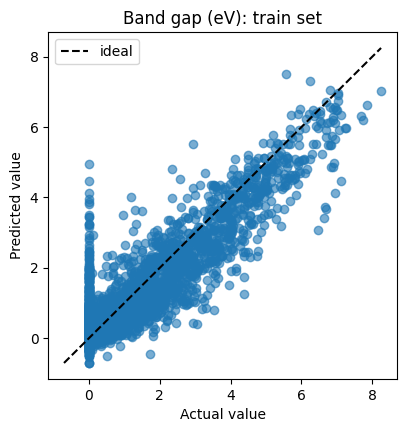 Band gap (eV): train set
ideal
8
6
4
2
0
Predicted value
0 2 4 6 8
Actual value